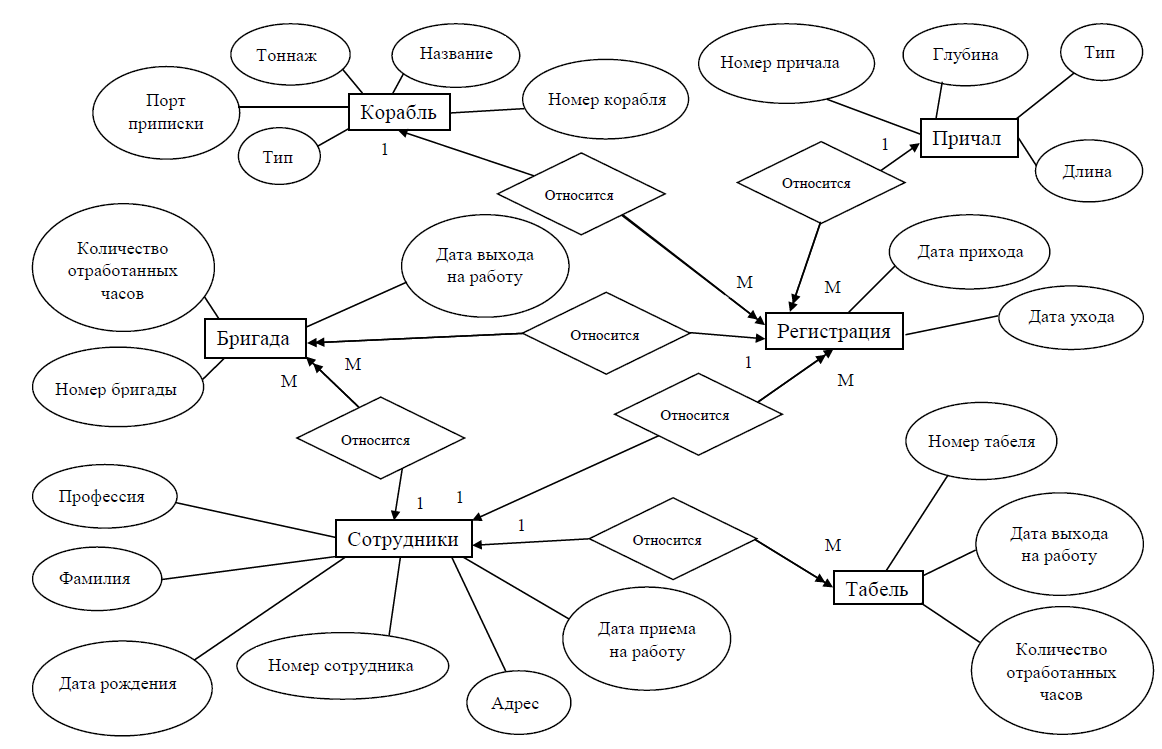 Тоннаж
Название
Порт
приписки
Корабль
Номер корабля
Тип
1
Относится
М
Номер причала
Глубина
Тип
Причал
Длина
1
Относится
М
Дата прихода
Дата ухода
Регистрация
Количество
отработанных
часов
Дата выхода
на работу
Бригада
Номер бригады
М
Относится
1
М
Относится
1
М
Относится
1
Профессия
Фамилия
Сотрудники
Дата рождения
Номер сотрудника
Адрес
Дата приема
на работу
1
Относится
М
Номер табеля
Дата выхода
на работу
Табель
Количество
отработанных
часов